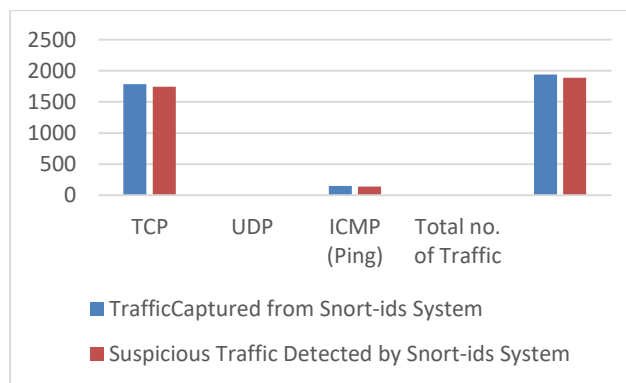 2500
2000
1500
1000
500
0
TCP
UDP
ICMP
(Ping)
Total no.
of Traffic
TrafficCaptured from Snort-ids System
Suspicious Traffic Detected by Snort-ids System